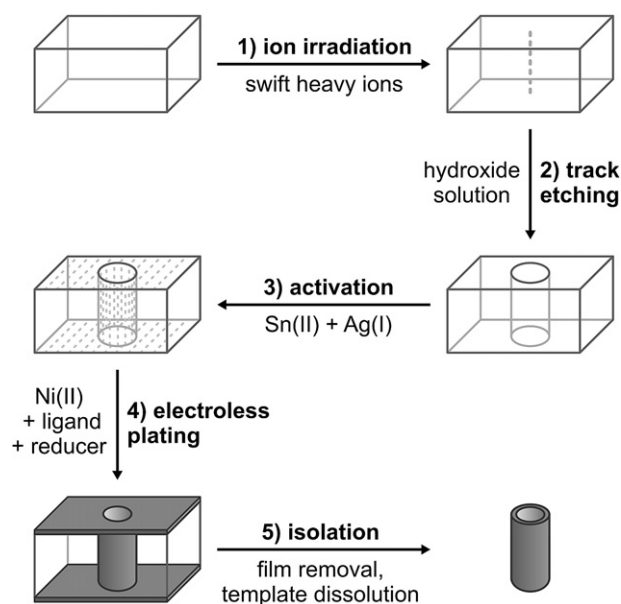 1) ion irradiation
swift heavy ions
hydroxide
solution
2) track
etching
3) activation
Sn(II) + Ag(I)
Ni(II)
+ ligand
+ reducer
4) electroless
plating
5) isolation
film removal,
template dissolution